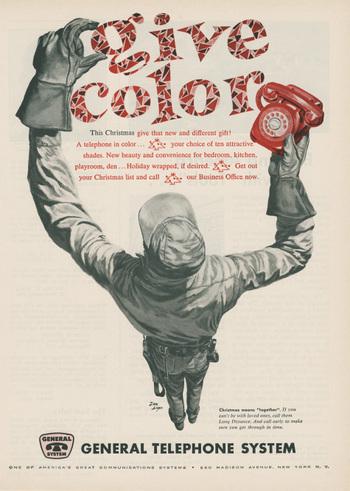 give
color
This Christmas give that new and different gift!
A telephone in color... your choice of ten attractive
shades. New beauty and convenience for bedroom, kitchen,
playroom, den... Holiday wrapped, if desired. Get out
your Christmas list and call our Business Office now.
Christmas means "together". If you
can't be with loved ones, call them
Long Distance. And call early to make
sure you get through in time.
GENERAL
SYSTEM
GENERAL TELEPHONE SYSTEM
ONE OF AMERICA'S GREAT COMMUNICATIONS SYSTEMS • 260 MADISON AVENUE, NEW YORK N. Y.